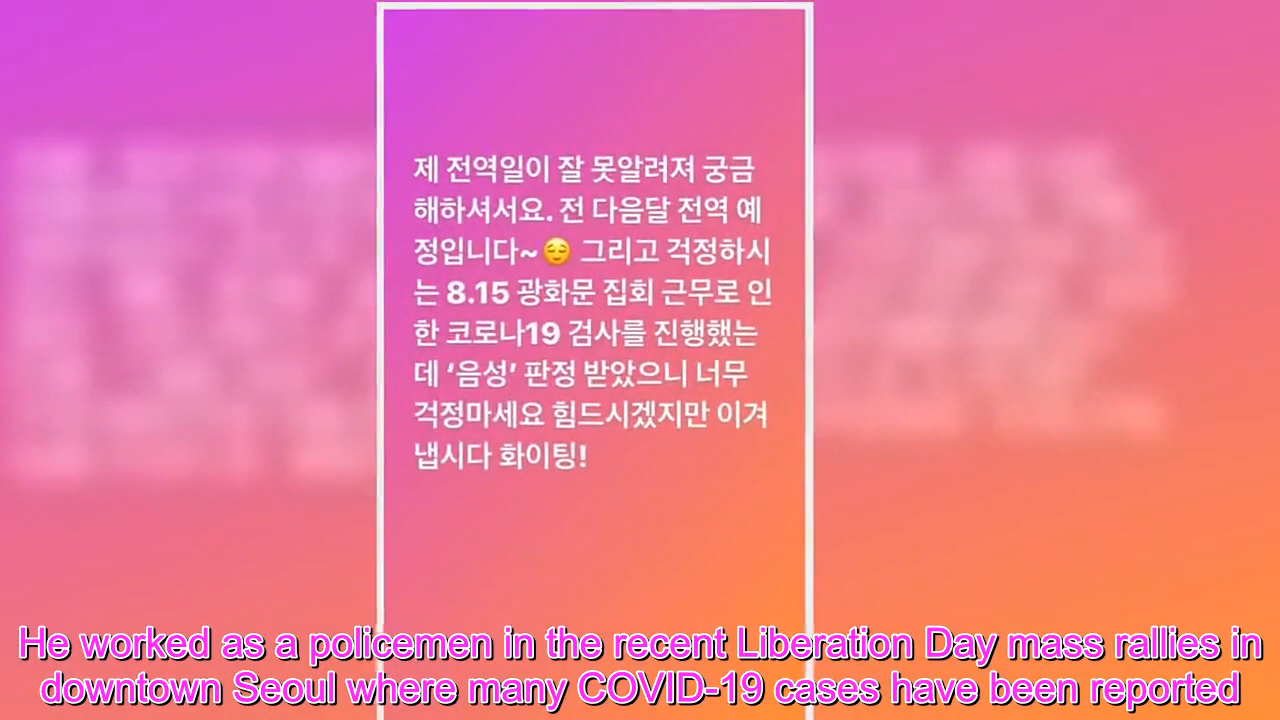 제 전역일이 잘 못알려져 궁금
해하셔서요. 전 다음달 전역 예
정입니다~😌 그리고 걱정하시
는 8.15 광화문 집회 근무로 인
한 코로나19 검사를 진행했는
데 ‘음성’ 판정 받았으니 너무
걱정마세요 힘드시겠지만 이겨
냅시다 화이팅!
He worked as a policemen in the recent Liberation Day mass rallies in
downtown Seoul where many COVID-19 cases have been reported